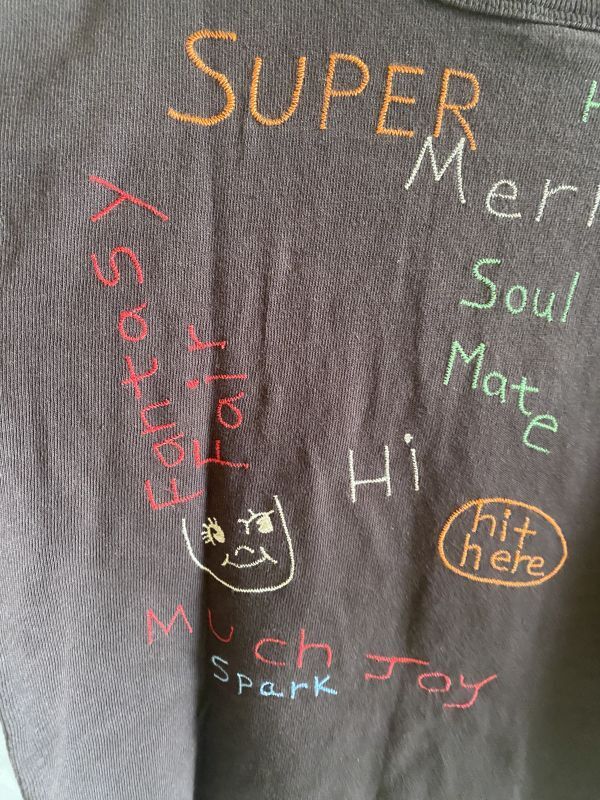 SUPER
Soul
Mate
Fantasy
Fair
Hi
hit
here
Much Joy
Spark